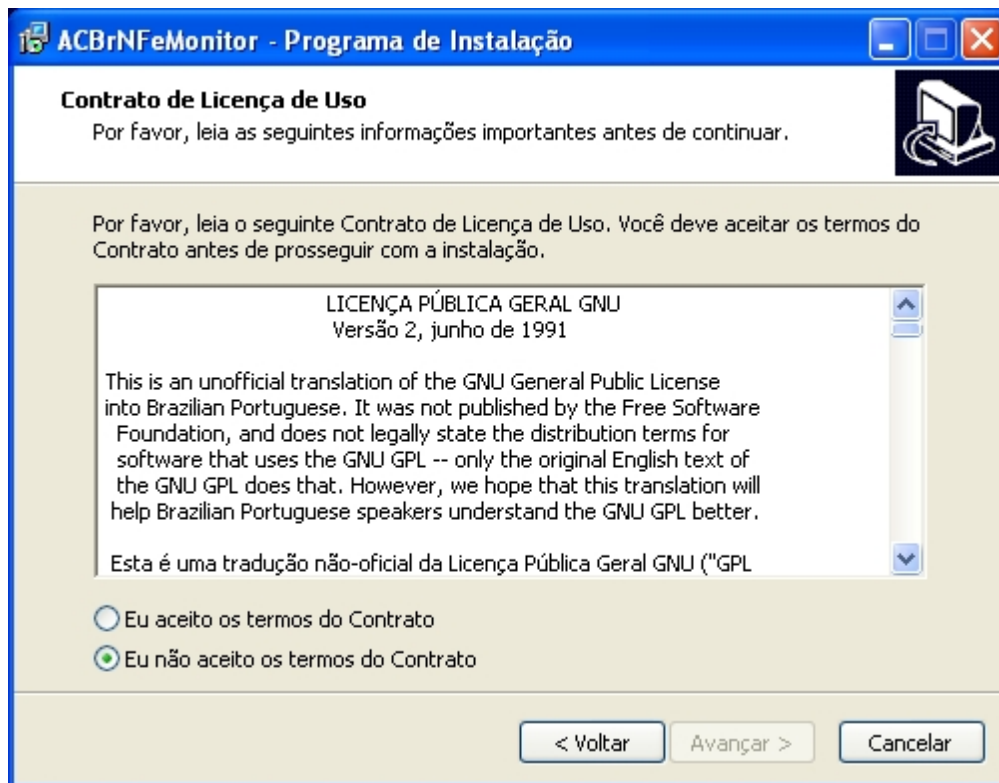 ACBrNFeMonitor - Programa de Instalação
Contrato de Licença de Uso
Por favor, leia as seguintes informações importantes antes de continuar.
Por favor, leia o seguinte Contrato de Licença de Uso. Você deve aceitar os termos do
Contrato antes de prosseguir com a instalação.
LICENÇA PÚBLICA GERAL GNU
Versão 2, junho de 1991
This is an unofficial translation of the GNU General Public License
into Brazilian Portuguese. It was not published by the Free Software
Foundation, and does not legally state the distribution terms for
software that uses the GNU GPL -- only the original English text of
the GNU GPL does that. However, we hope that this translation will
help Brazilian Portuguese speakers understand the GNU GPL better.
Esta é uma tradução não-oficial da Licença Pública Geral GNU ("GPL
Eu aceito os termos do Contrato
Eu não aceito os termos do Contrato
< Voltar
Avançar >
Cancelar